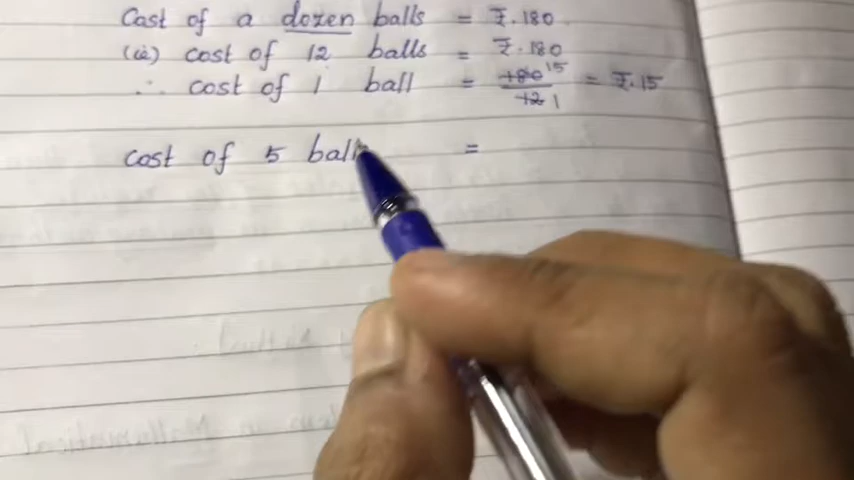 Cost of a dozen balls = ₹.180
(ie) cost of 12 balls = ₹.180
∴ cost of 1 ball = 180 15 / 12 1 = ₹.15
cost of 5 balls =